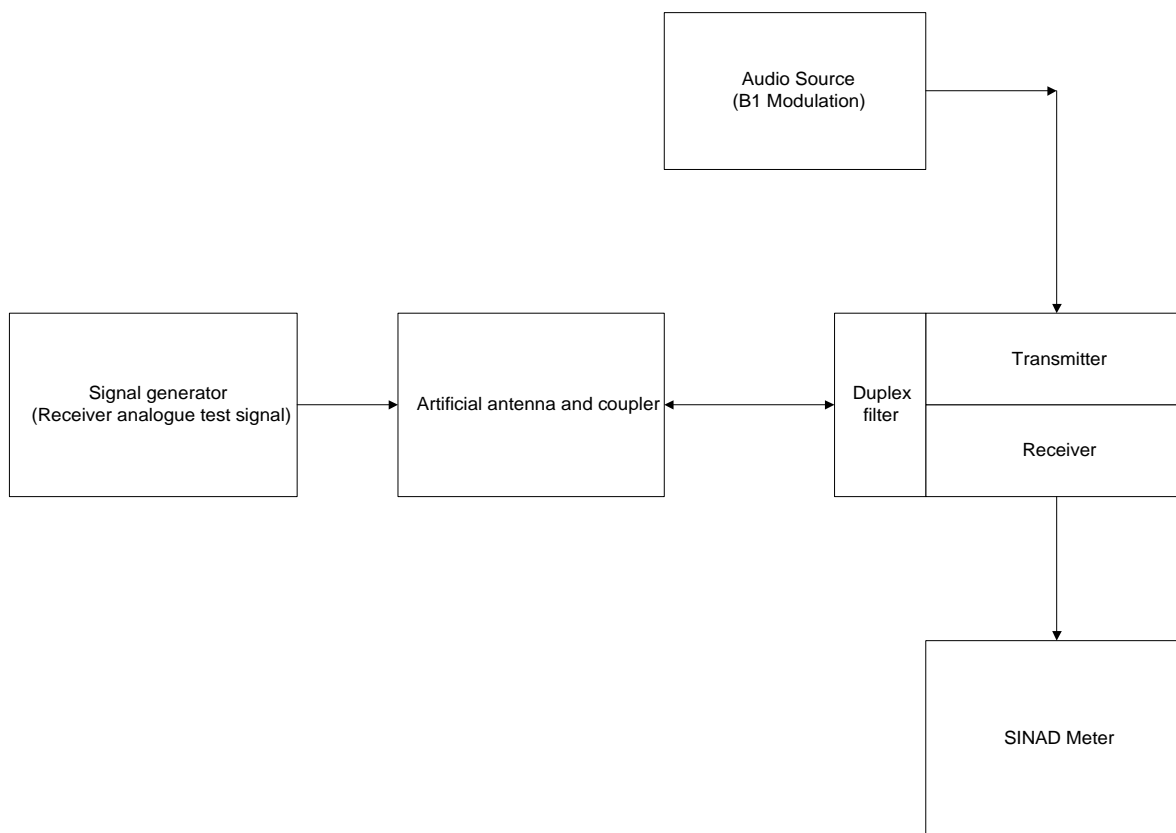 Audio Source
(B1 Modulation)
Signal generator
(Receiver analogue test signal)
Artificial antenna and coupler
Duplex
filter
Transmitter
Receiver
SINAD Meter